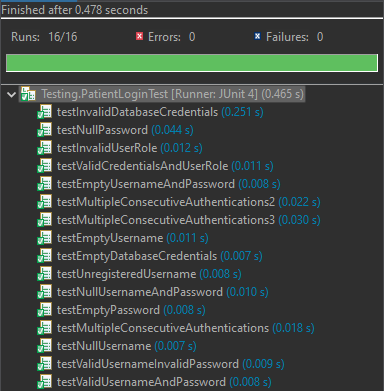 Finished after 0.478 seconds
Runs: 16/16 Errors: 0 Failures: 0
Testing.PatientLoginTest [Runner: JUnit 4] (0.465 s)
testInvalidDatabaseCredentials (0.251 s)
testNullPassword (0.044 s)
testInvalidUserRole (0.012 s)
testValidCredentialsAndUserRole (0.011 s)
testEmptyUsernameAndPassword (0.008 s)
testMultipleConsecutiveAuthentications2 (0.022 s)
testMultipleConsecutiveAuthentications3 (0.030 s)
testEmptyUsername (0.011 s)
testEmptyDatabaseCredentials (0.007 s)
testUnregisteredUsername (0.008 s)
testNullUsernameAndPassword (0.010 s)
testEmptyPassword (0.008 s)
testMultipleConsecutiveAuthentications (0.018 s)
testNullUsername (0.007 s)
testValidUsernameInvalidPassword (0.009 s)
testValidUsernameAndPassword (0.008 s)